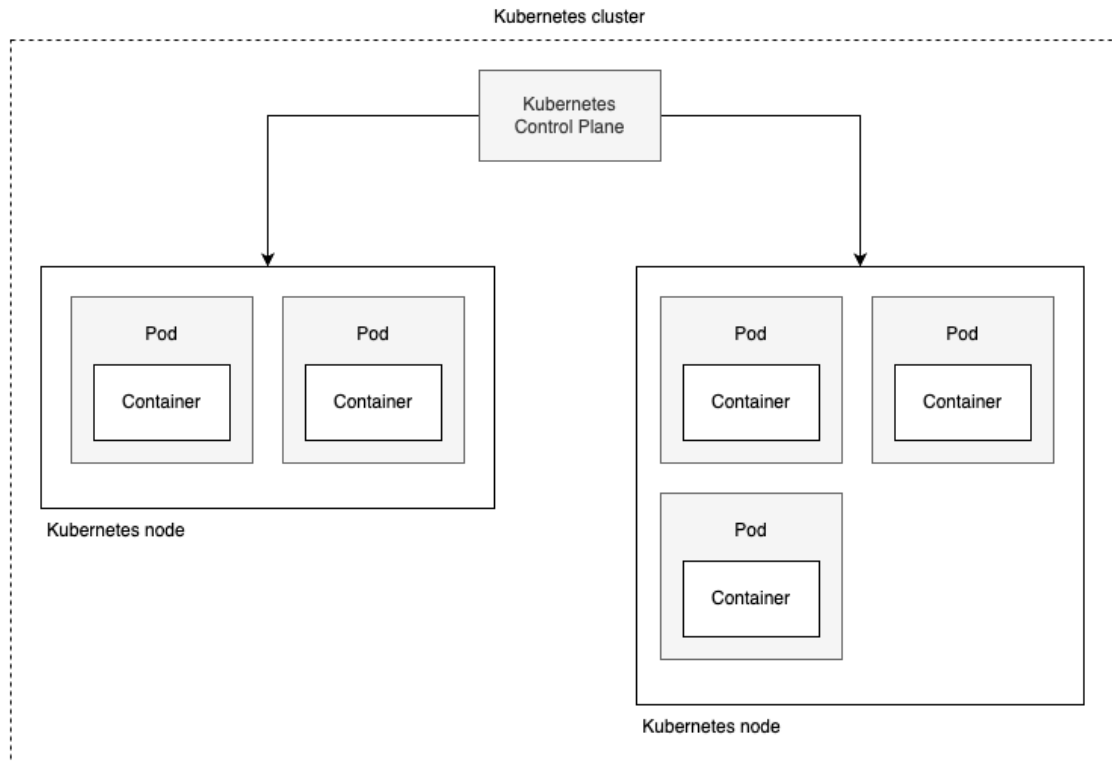 Kubernetes cluster
Kubernetes
Control Plane
Pod
Container
Pod
Container
Kubernetes node
Pod
Container
Pod
Container
Pod
Container
Kubernetes node